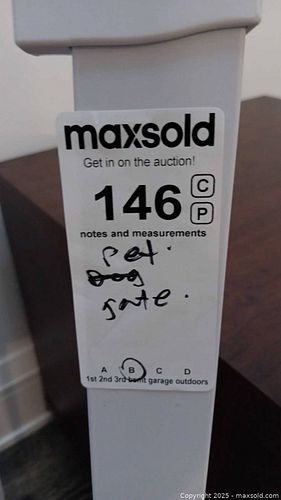 maxsold
Get in on the auction!
146 C
P
notes and measurements
pet.
dog
gate.
A B C D
1st 2nd 3rd bsmt garage outdoors
Copyright © 2025 - maxsold.com